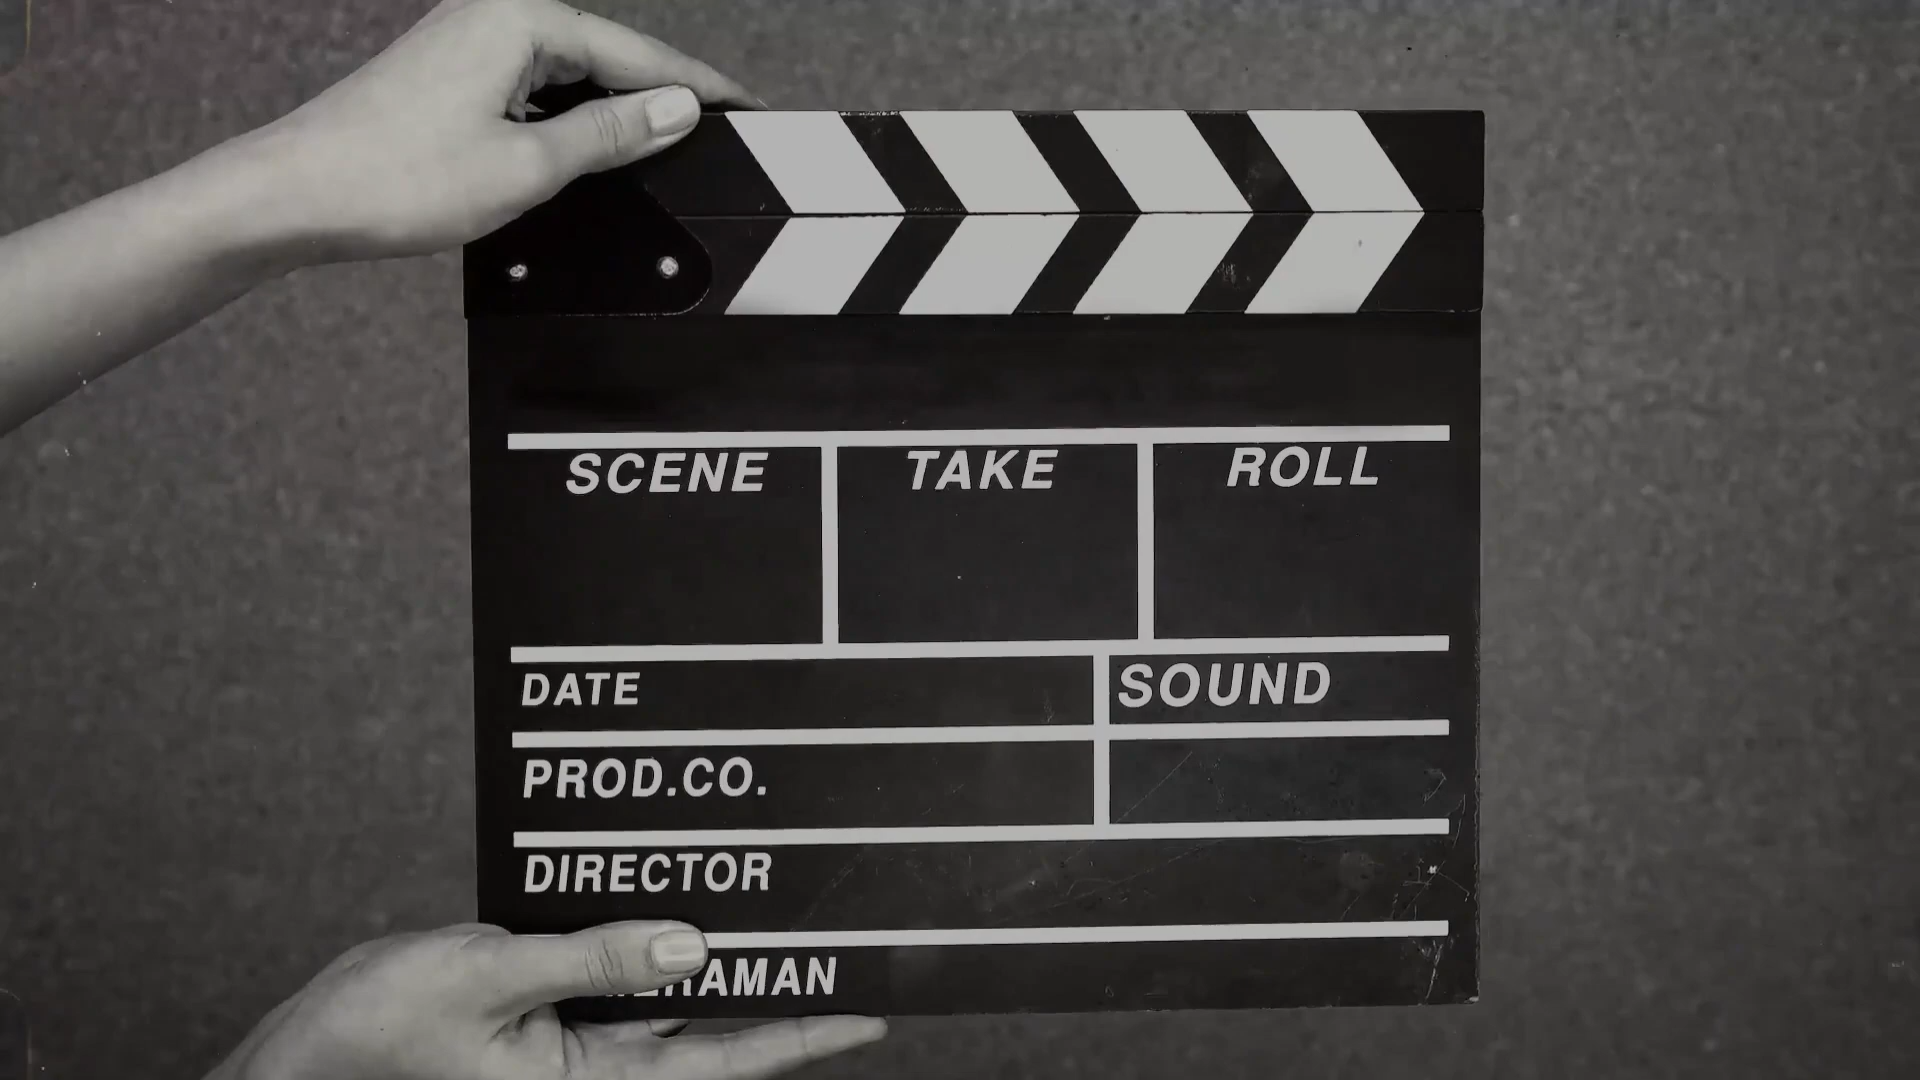 SCENE TAKE ROLL
DATE SOUND
PROD.CO.
DIRECTOR